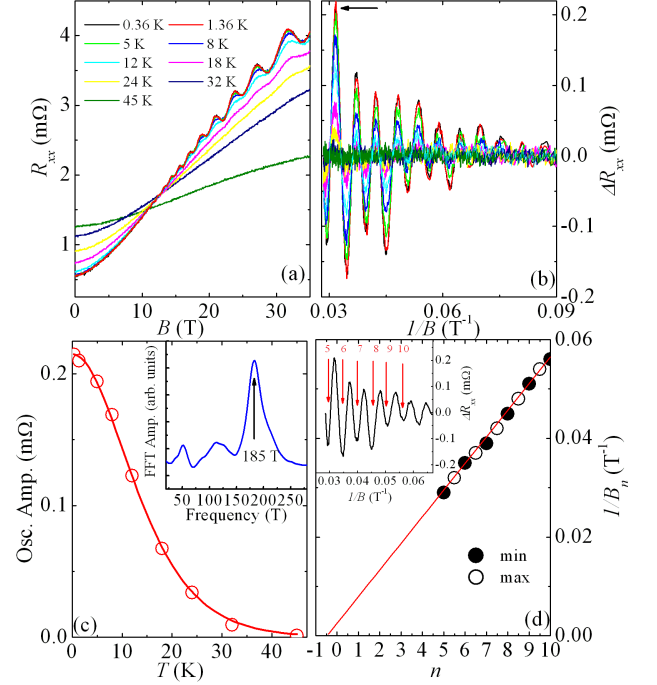 0.36 K 1.36 K
5 K 8 K
12 K 18 K
24 K 32 K
45 K
4
3
2
1
R_xx (mΩ)
(a)
0 10 20 30
B (T)
0.2
0.1
0.0
-0.1
-0.2
ΔR_xx (mΩ)
(b)
0.03 0.06 0.09
1/B (T⁻¹)
0.2
0.1
0.0
Osc. Amp. (mΩ)
FFT Amp. (arb. units)
185 T
50 100 150 200 250
Frequency (T)
(c)
0 10 20 30 40
T (K)
5 6 7 8 9 10
0.2
0.1
0.0
-0.1
-0.2
ΔR_xx (mΩ)
0.03 0.04 0.05 0.06
1/B (T⁻¹)
0.06
0.04
0.02
0.00
1/B_n (T⁻¹)
min
max
(d)
-1 0 1 2 3 4 5 6 7 8 9 10
n